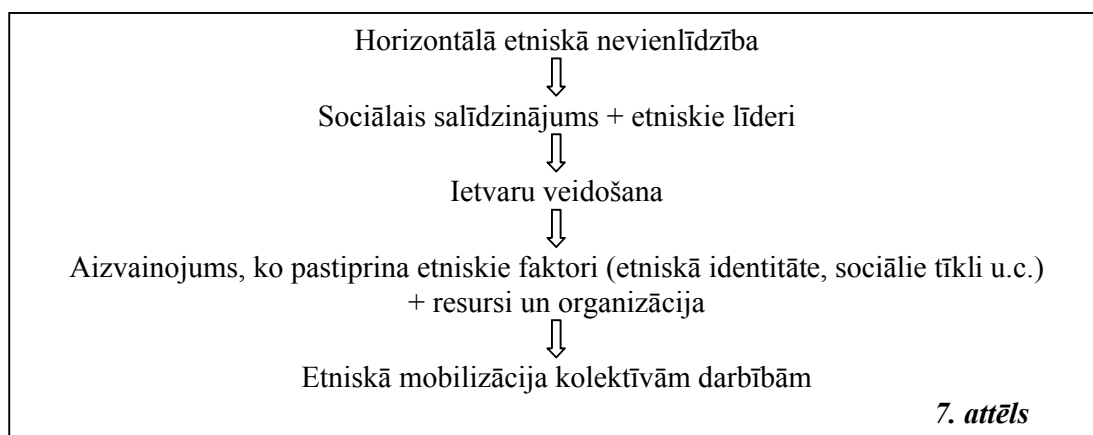 Horizontālā etniskā nevienlīdzība
Sociālais salīdzinājums + etniskie līderi
Ietvaru veidošana
Aizvainojums, ko pastiprina etniskie faktori (etniskā identitāte, sociālie tīkli u.c.)
+ resursi un organizācija
Etniskā mobilizācija kolektīvām darbībām
7. attēls